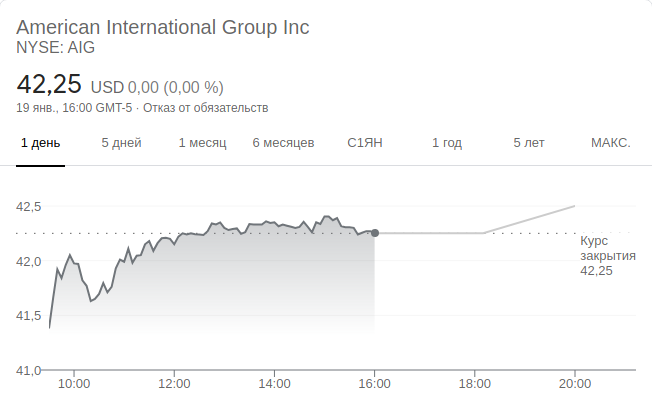 American International Group Inc
NYSE: AIG
42,25 USD 0,00 (0,00 %)
19 янв., 16:00 GMT-5 · Отказ от обязательств
1 день 5 дней 1 месяц 6 месяцев С1ЯН 1 год 5 лет МАКС.
42,5
Курс
закрытия
42,25
42,0
41,5
41,0
10:00 12:00 14:00 16:00 18:00 20:00